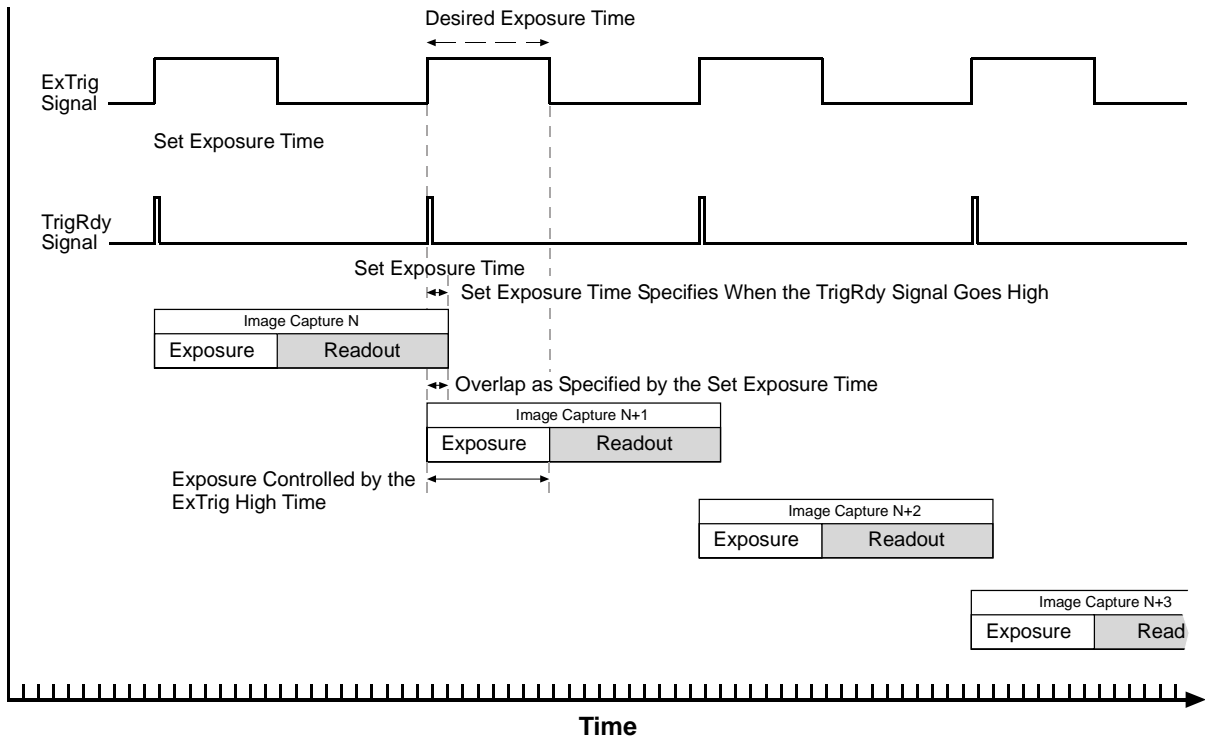 Desired Exposure Time
ExTrig
Signal
Set Exposure Time
TrigRdy
Signal
Set Exposure Time
Set Exposure Time Specifies When the TrigRdy Signal Goes High
Image Capture N
Exposure Readout
Overlap as Specified by the Set Exposure Time
Image Capture N+1
Exposure Readout
Exposure Controlled by the
ExTrig High Time
Image Capture N+2
Exposure Readout
Image Capture N+3
Exposure Read
Time